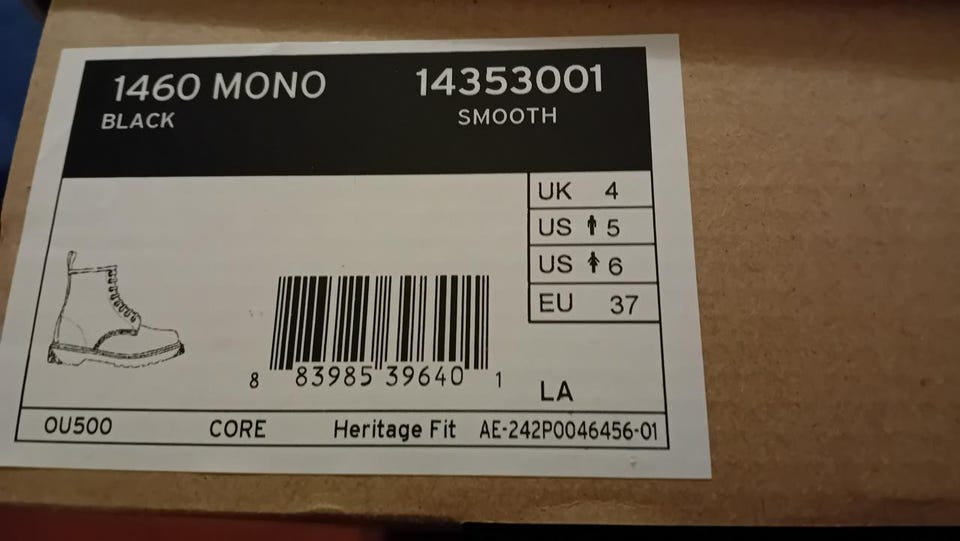 1460 MONO 14353001
BLACK SMOOTH
UK 4
US 5
US 6
EU 37
8 83985 39640 1
LA
OU500 CORE Heritage Fit AE-242P0046456-01